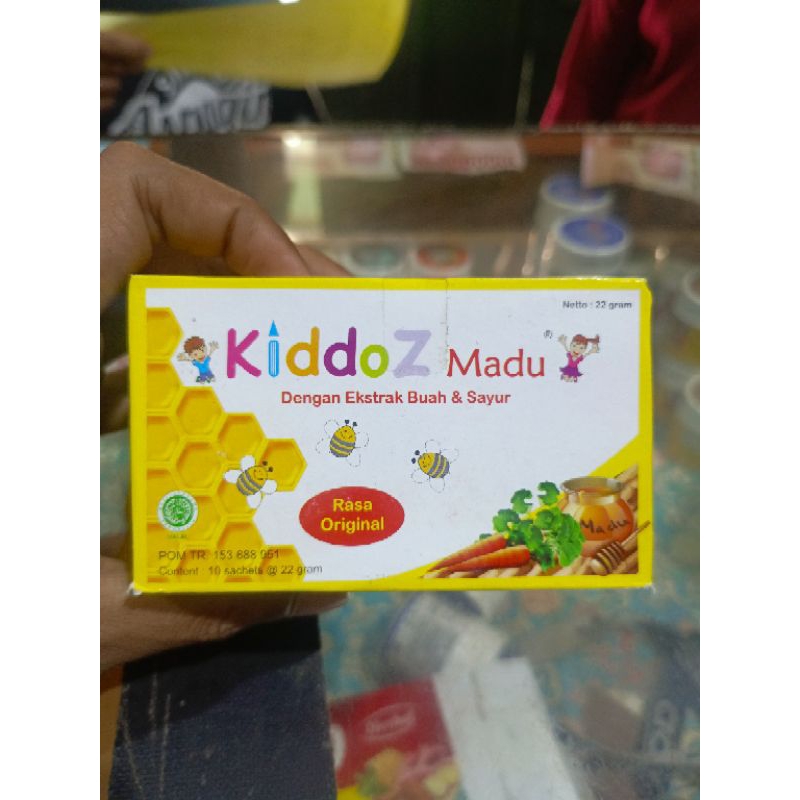 Netto : 22 gram
KiddoZ Madu ®
Dengan Ekstrak Buah & Sayur
Rasa
Original
Madu
POM TR. 153 688 951
Content : 10 sachets @ 22 gram